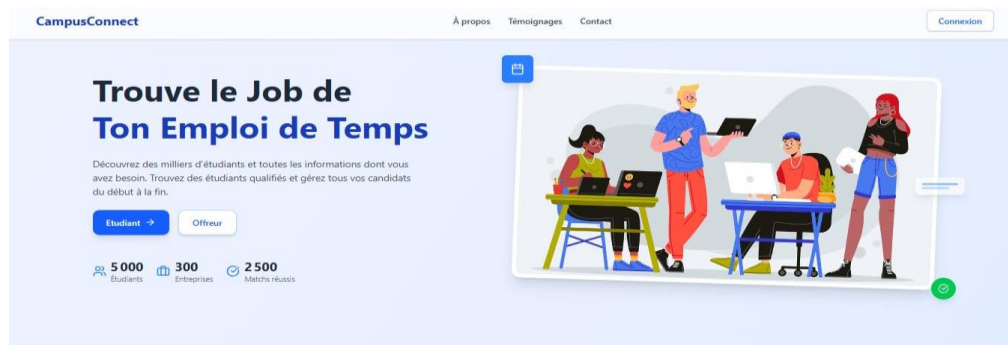 CampusConnect
À propos Témoignages Contact
Connexion
Trouve le Job de
Ton Emploi de Temps
Découvrez des milliers d'étudiants et toutes les informations dont vous
avez besoin. Trouvez des étudiants qualifiés et gérez tous vos candidats
du début à la fin.
Etudiant → Offreur
5 000 300 2 500
Étudiants Entreprises Matchs réussis